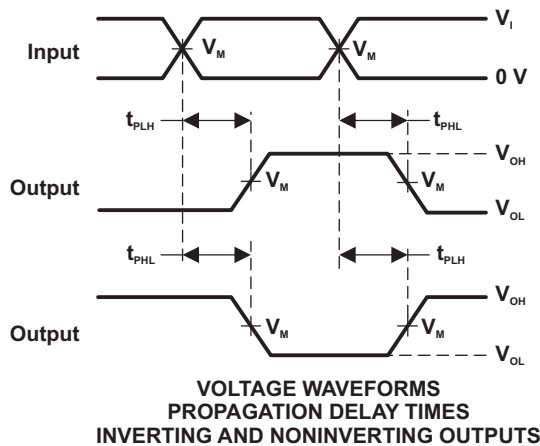 V_I
Input V_M V_M
0 V
t_PLH t_PHL
V_OH
Output V_M V_M
V_OL
t_PHL t_PLH
V_OH
Output V_M V_M
V_OL
VOLTAGE WAVEFORMS
PROPAGATION DELAY TIMES
INVERTING AND NONINVERTING OUTPUTS